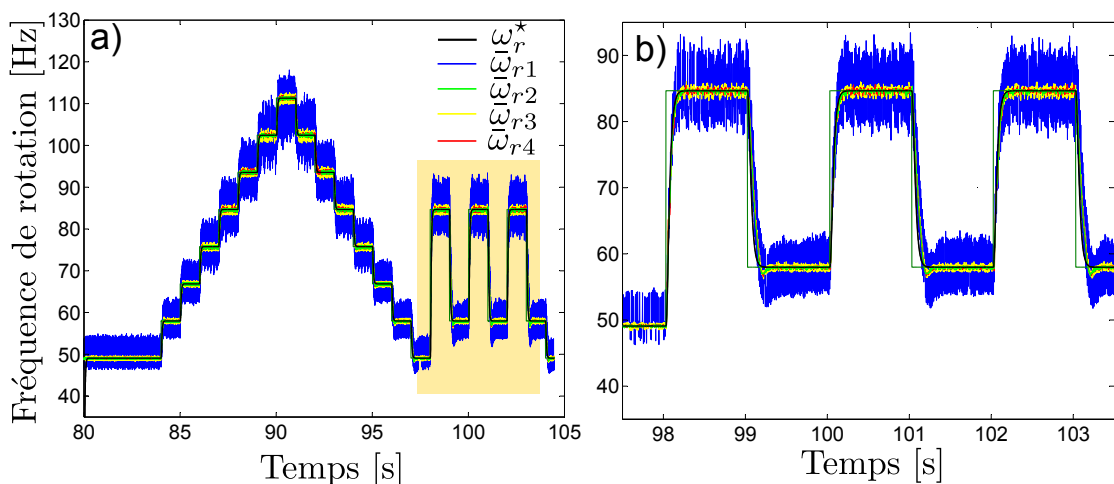 a)
Fréquence de rotation [Hz]
130
120
110
100
90
80
70
60
50
40
80
85
90
95
100
105
Temps [s]
ω_r^⋆
ω̄_{r1}
ω̄_{r2}
ω̄_{r3}
ω̄_{r4}
b)
90
80
70
60
50
40
98
99
100
101
102
103
Temps [s]